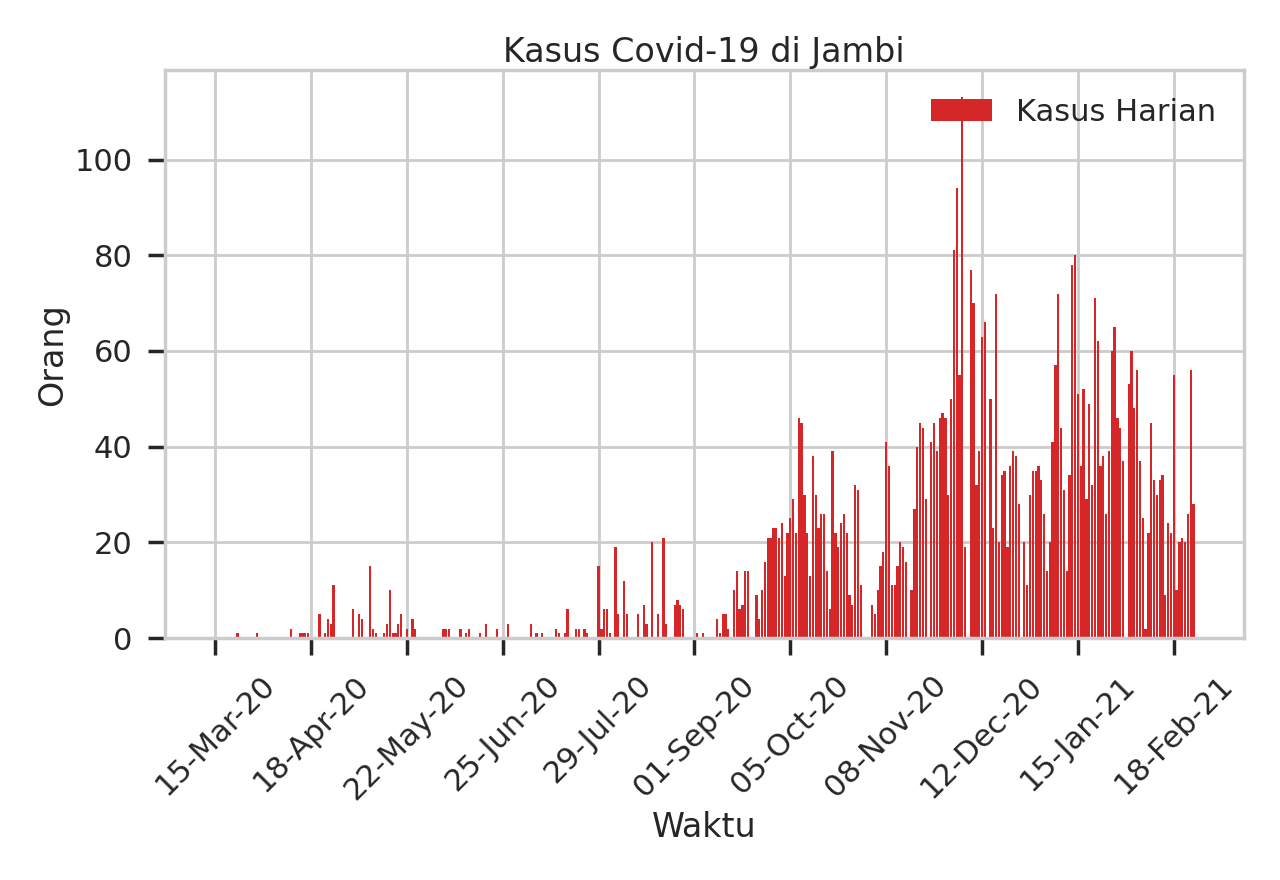 Kasus Covid-19 di Jambi
Kasus Harian
Orang
100
80
60
40
20
0
15-Mar-20
18-Apr-20
22-May-20
25-Jun-20
29-Jul-20
01-Sep-20
05-Oct-20
08-Nov-20
12-Dec-20
15-Jan-21
18-Feb-21
Waktu